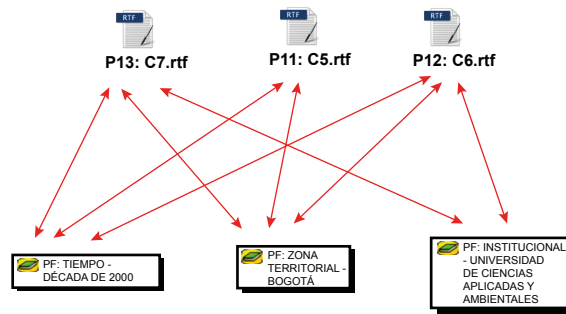 RTF
RTF
RTF
P13: C7.rtf
P11: C5.rtf
P12: C6.rtf
PF: TIEMPO -
DÉCADA DE 2000
PF: ZONA
TERRITORIAL -
BOGOTÁ
PF: INSTITUCIONAL
- UNIVERSIDAD
DE CIENCIAS
APLICADAS Y
AMBIENTALES